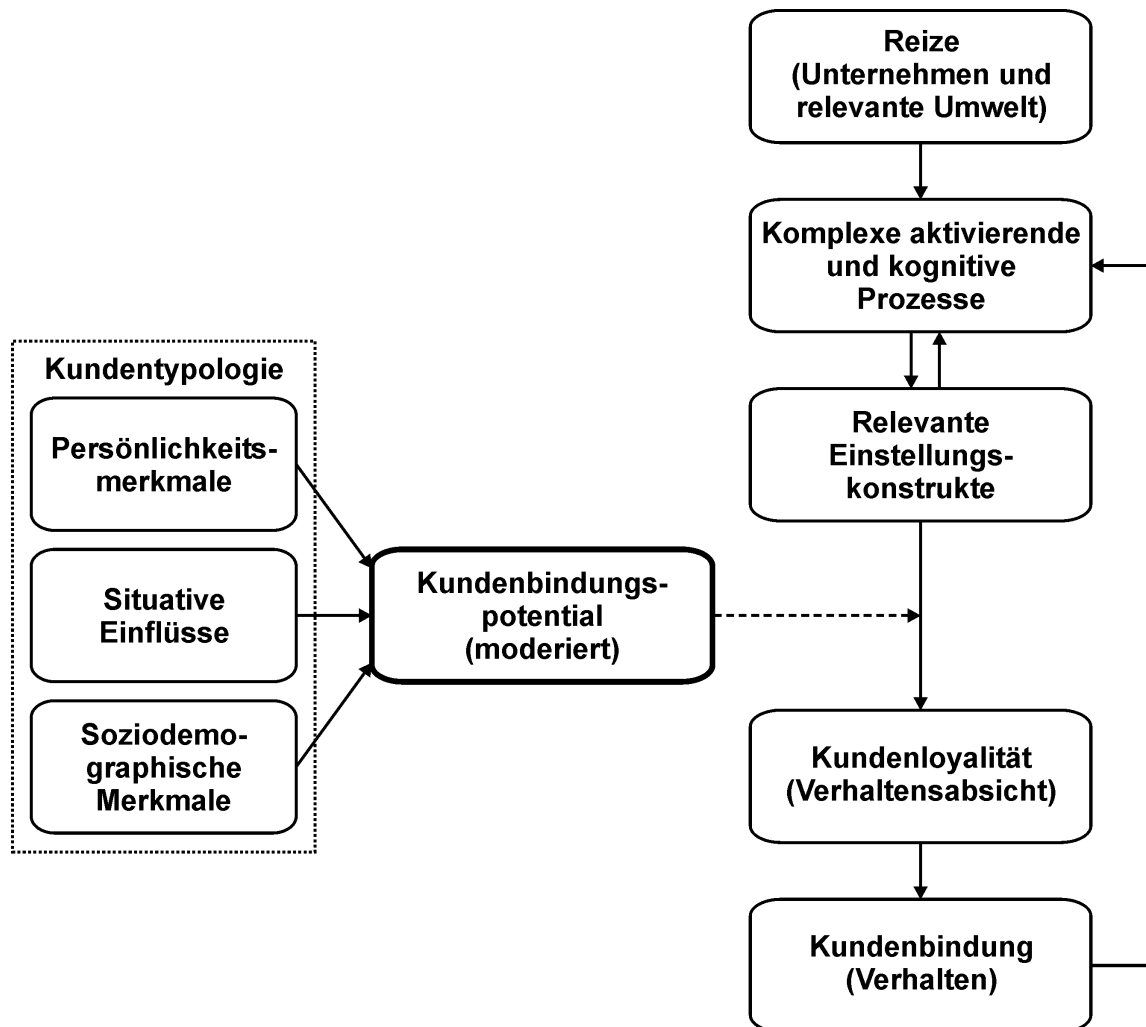 Reize
(Unternehmen und
relevante Umwelt)
Komplexe aktivierende
und kognitive
Prozesse
Kundentypologie
Persönlichkeits-
merkmale
Relevante
Einstellungs-
konstrukte
Situative
Einflüsse
Kundenbindungs-
potential
(moderiert)
Soziodemo-
graphische
Merkmale
Kundenloyalität
(Verhaltensabsicht)
Kundenbindung
(Verhalten)